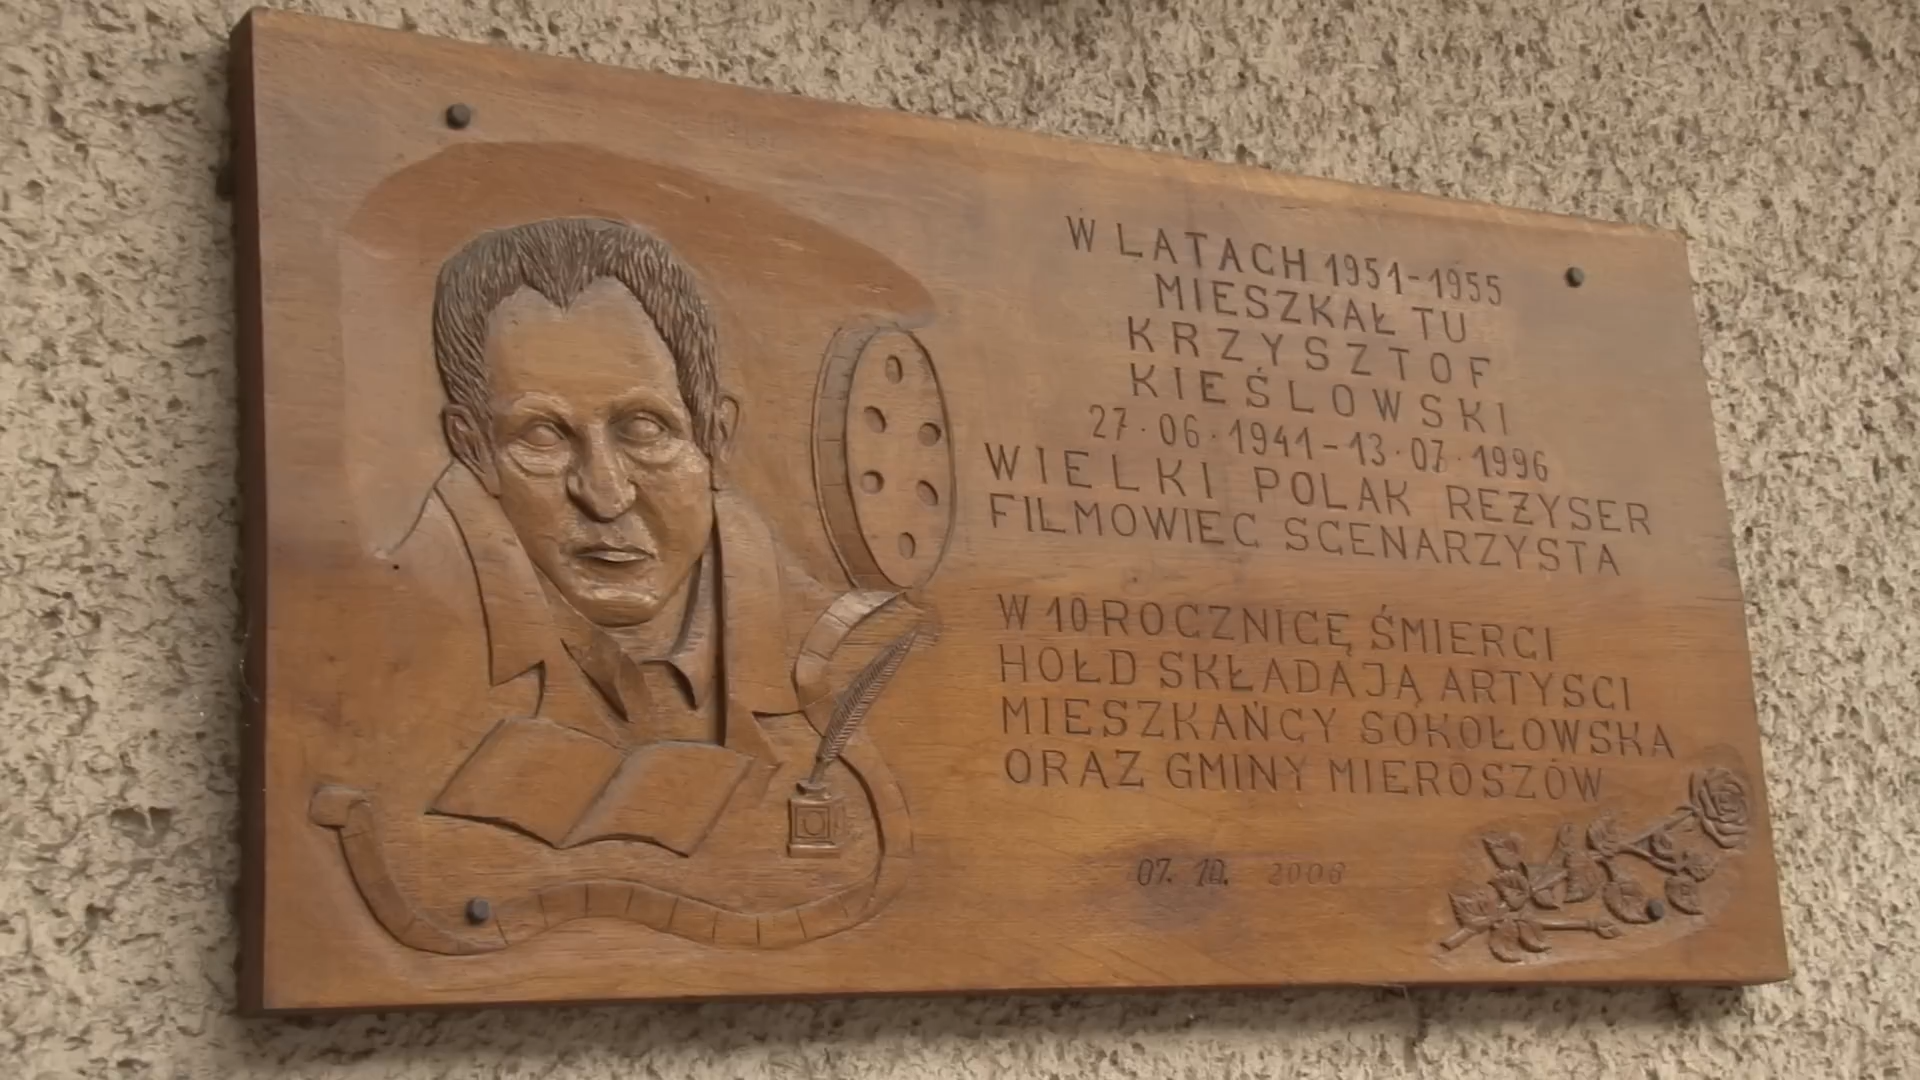 W LATACH 1951-1955
MIESZKAŁ TU
KRZYSZTOF
KIEŚLOWSKI
27·06·1941-13·07·1996
WIELKI POLAK REŻYSER
FILMOWIEC SCENARZYSTA
W 10 ROCZNICĘ ŚMIERCI
HOŁD SKŁADAJĄ ARTYSCI
MIESZKAŃCY SOKOŁOWSKA
ORAZ GMINY MIEROSZÓW
07. 10. 2006